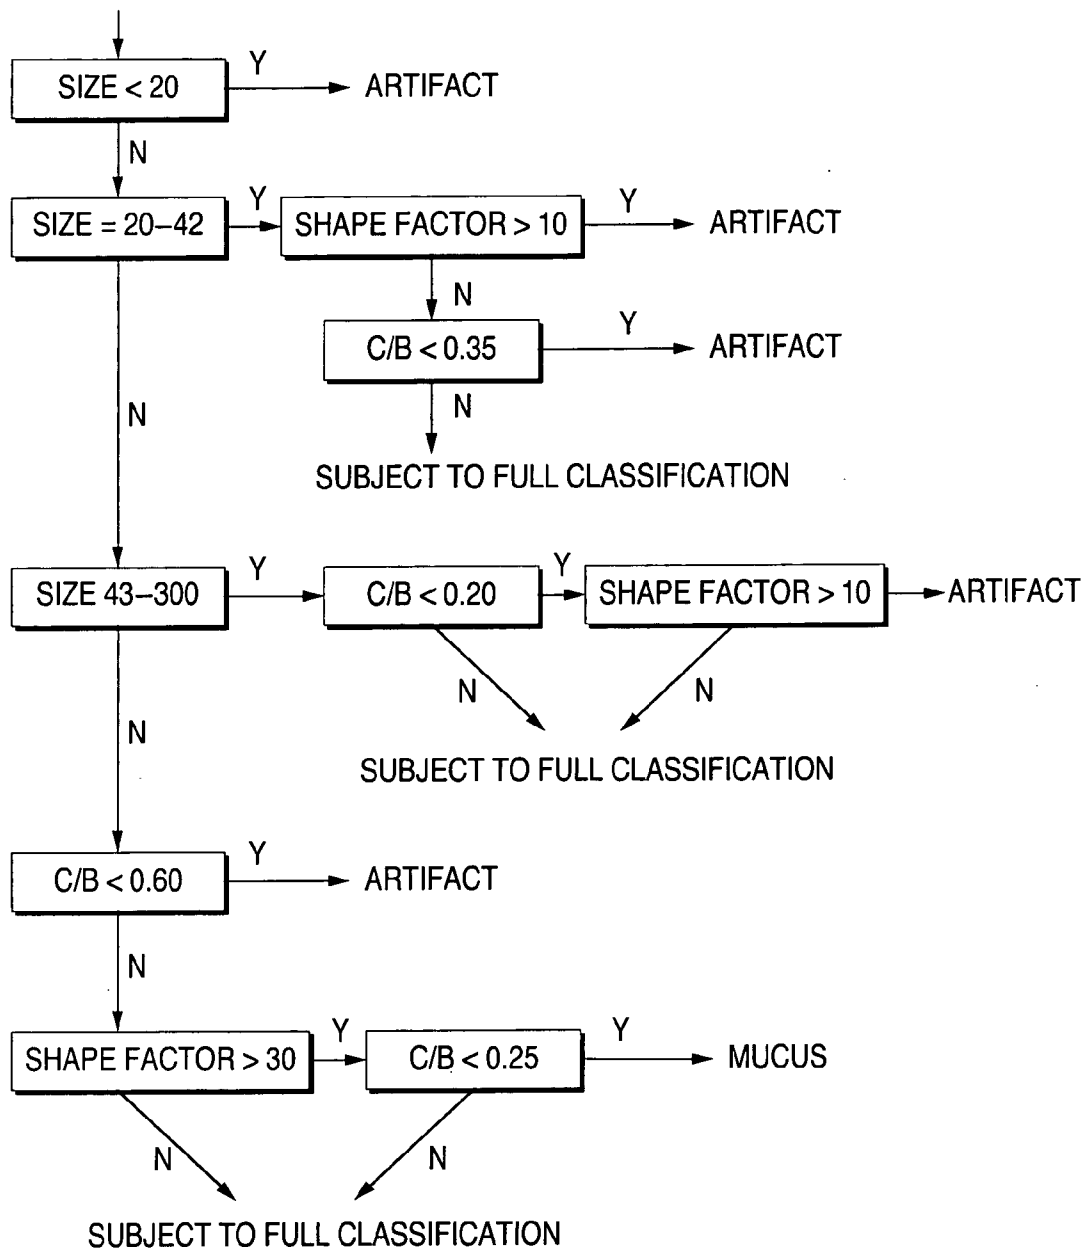 SIZE < 20
Y
ARTIFACT
N
SIZE = 20–42
Y
SHAPE FACTOR > 10
Y
ARTIFACT
N
C/B < 0.35
Y
ARTIFACT
N
N
SUBJECT TO FULL CLASSIFICATION
SIZE 43–300
Y
C/B < 0.20
Y
SHAPE FACTOR > 10
ARTIFACT
N
N
N
SUBJECT TO FULL CLASSIFICATION
C/B < 0.60
Y
ARTIFACT
N
SHAPE FACTOR > 30
Y
C/B < 0.25
Y
MUCUS
N
N
SUBJECT TO FULL CLASSIFICATION